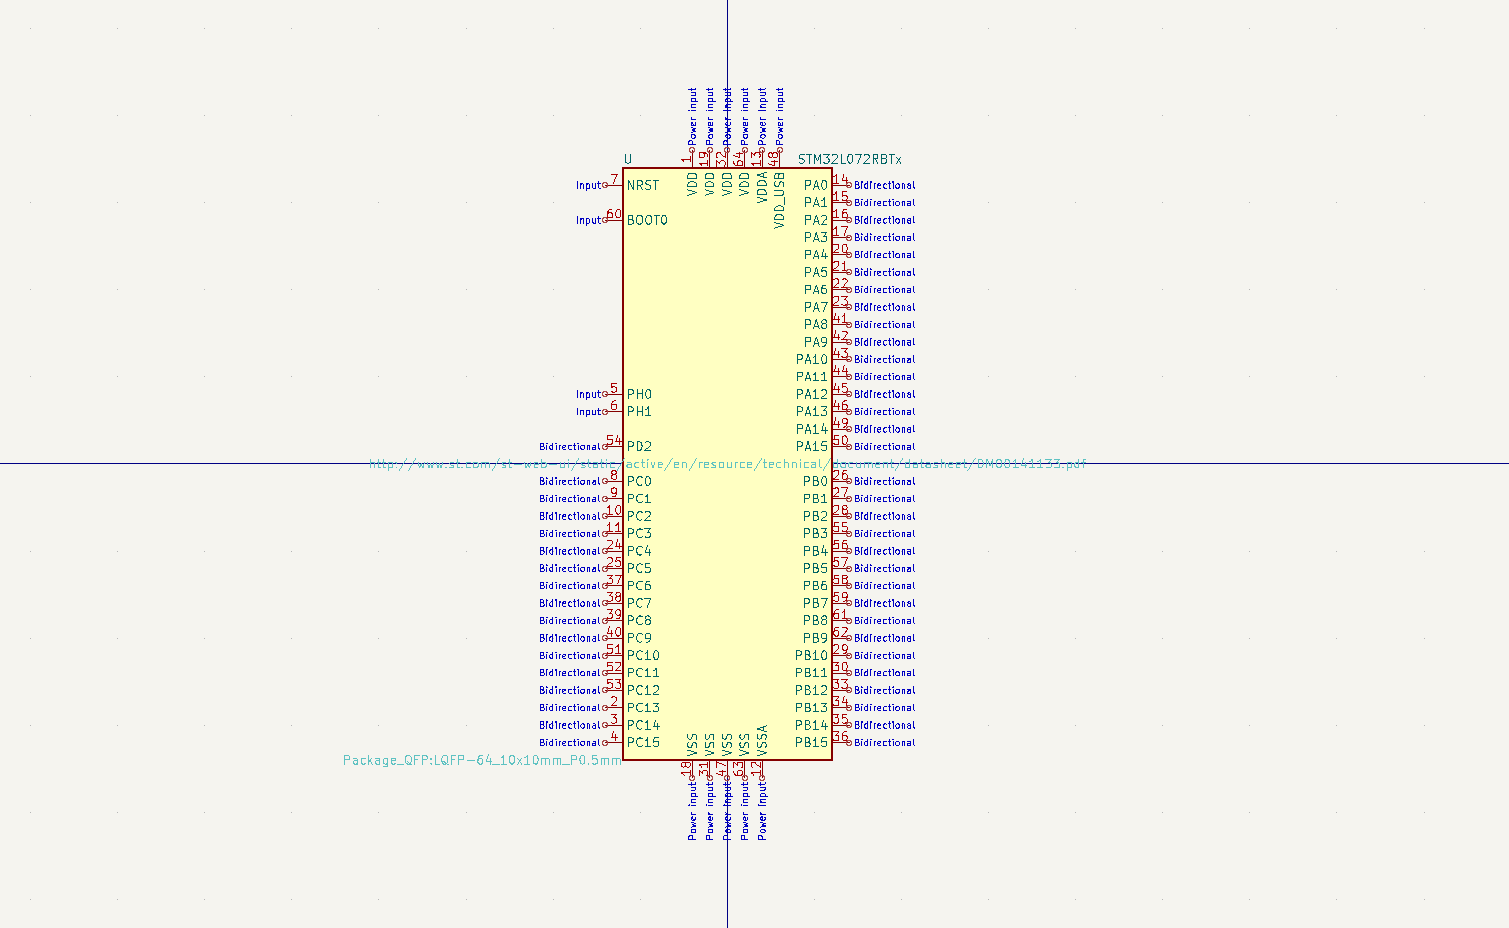 Power input Power input Power input Power input Power input Power input
1 19 32 64 13 48
U STM32L072RBTx
VDD VDD VDD VDD VDDA VDD_USB
Input 7 NRST PA0 14 Bidirectional
PA1 15 Bidirectional
Input 60 BOOT0 PA2 16 Bidirectional
PA3 17 Bidirectional
PA4 20 Bidirectional
PA5 21 Bidirectional
PA6 22 Bidirectional
PA7 23 Bidirectional
PA8 41 Bidirectional
PA9 42 Bidirectional
PA10 43 Bidirectional
PA11 44 Bidirectional
Input 5 PH0 PA12 45 Bidirectional
Input 6 PH1 PA13 46 Bidirectional
PA14 49 Bidirectional
Bidirectional 54 PD2 PA15 50 Bidirectional
http://www.st.com/st-web-ui/static/active/en/resource/technical/document/datasheet/DM00141133.pdf
Bidirectional 8 PC0 PB0 26 Bidirectional
Bidirectional 9 PC1 PB1 27 Bidirectional
Bidirectional 10 PC2 PB2 28 Bidirectional
Bidirectional 11 PC3 PB3 55 Bidirectional
Bidirectional 24 PC4 PB4 56 Bidirectional
Bidirectional 25 PC5 PB5 57 Bidirectional
Bidirectional 37 PC6 PB6 58 Bidirectional
Bidirectional 38 PC7 PB7 59 Bidirectional
Bidirectional 39 PC8 PB8 61 Bidirectional
Bidirectional 40 PC9 PB9 62 Bidirectional
Bidirectional 51 PC10 PB10 29 Bidirectional
Bidirectional 52 PC11 PB11 30 Bidirectional
Bidirectional 53 PC12 PB12 33 Bidirectional
Bidirectional 2 PC13 PB13 34 Bidirectional
Bidirectional 3 PC14 PB14 35 Bidirectional
Bidirectional 4 PC15 PB15 36 Bidirectional
VSS VSS VSS VSS VSSA
Package_QFP:LQFP-64_10x10mm_P0.5mm
18 31 47 63 12
Power input Power input Power input Power input Power input